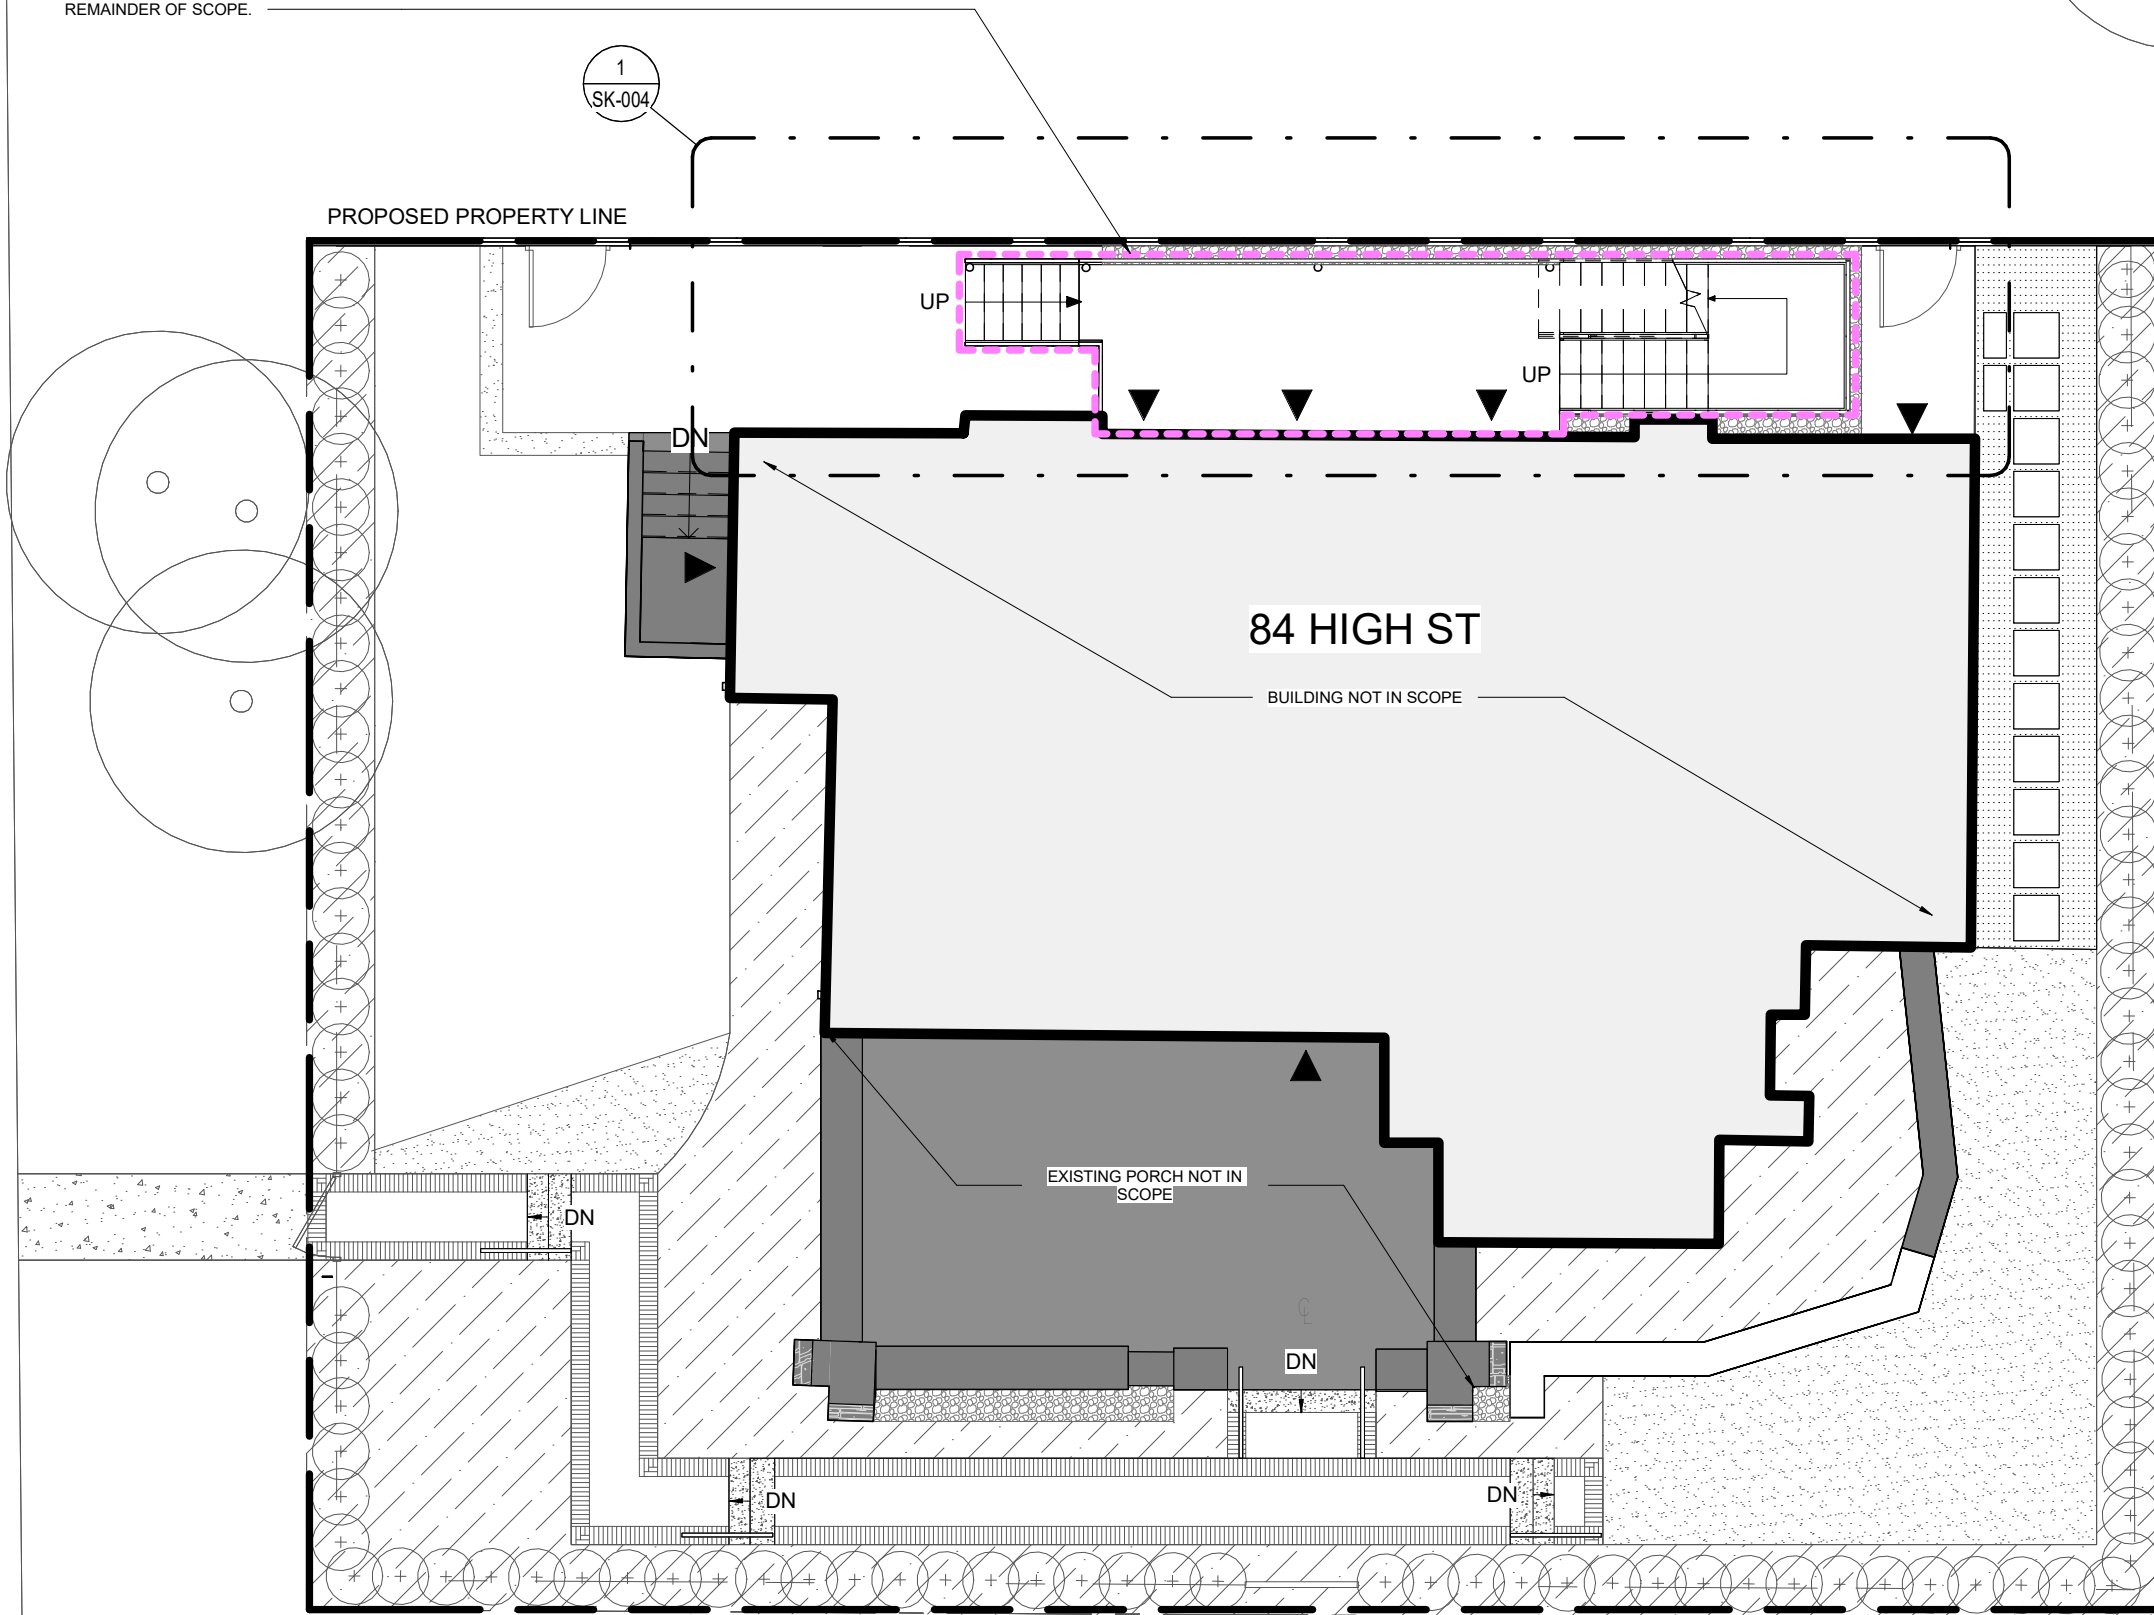 REMAINDER OF SCOPE.
1
SK-004
PROPOSED PROPERTY LINE
UP
UP
DN
84 HIGH ST
BUILDING NOT IN SCOPE
EXISTING PORCH NOT IN
SCOPE
DN
CL
DN
DN
DN